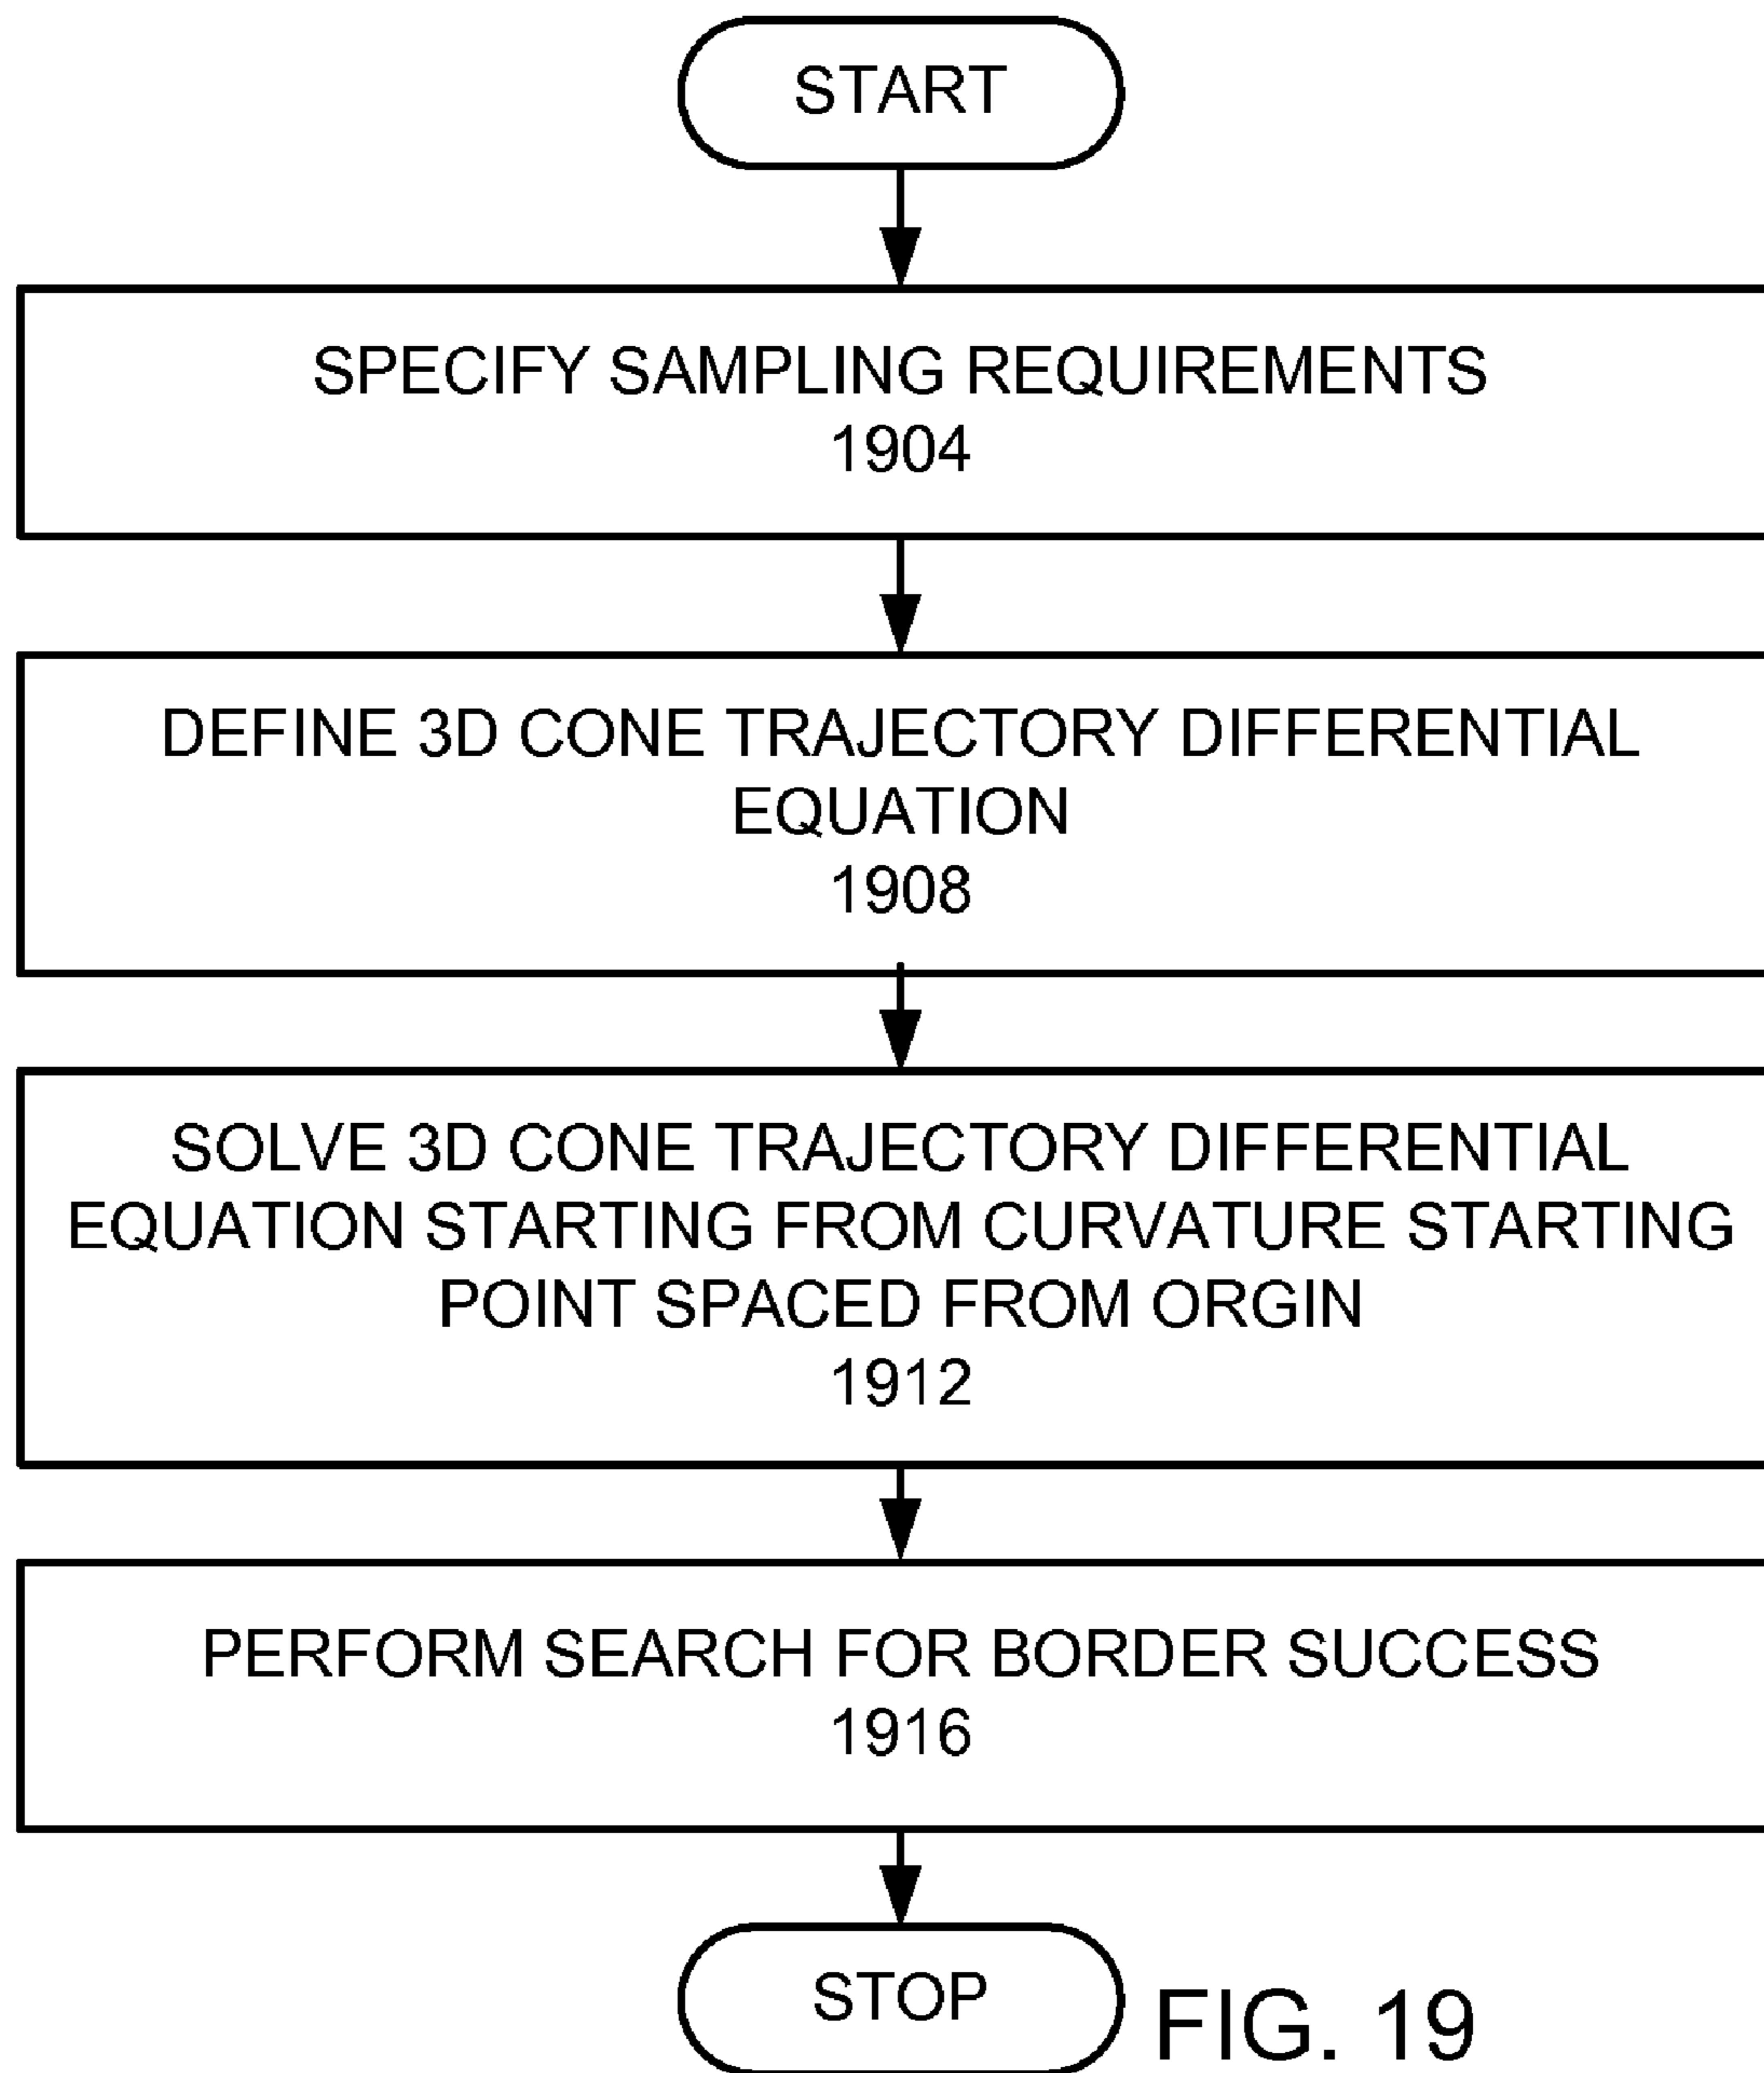 START
SPECIFY SAMPLING REQUIREMENTS
1904
DEFINE 3D CONE TRAJECTORY DIFFERENTIAL
EQUATION
1908
SOLVE 3D CONE TRAJECTORY DIFFERENTIAL
EQUATION STARTING FROM CURVATURE STARTING
POINT SPACED FROM ORGIN
1912
PERFORM SEARCH FOR BORDER SUCCESS
1916
STOP
FIG. 19